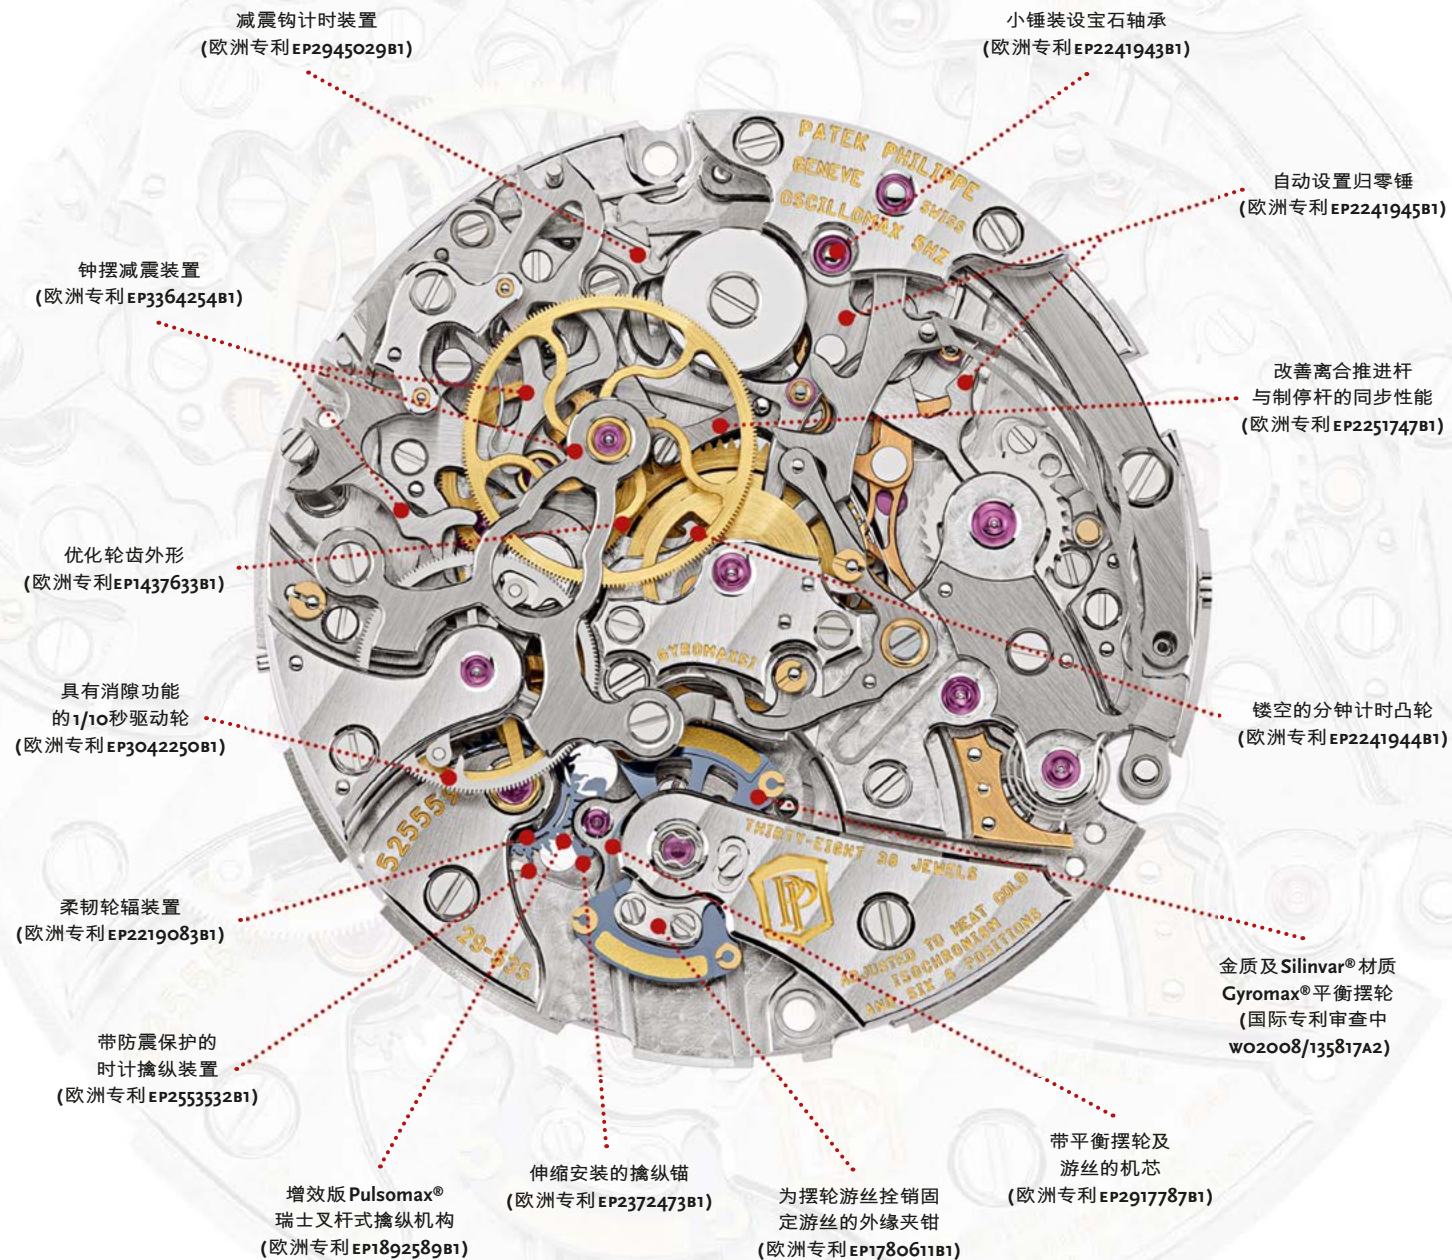 减震钩计时装置
(欧洲专利EP2945029B1)
小锤装设宝石轴承
(欧洲专利EP2241943B1)
自动设置归零锤
(欧洲专利EP2241945B1)
钟摆减震装置
(欧洲专利EP3364254B1)
改善离合推进杆
与制停杆的同步性能
(欧洲专利EP2251747B1)
优化轮齿外形
(欧洲专利EP1437633B1)
具有消隙功能
的1/10秒驱动轮
(欧洲专利EP3042250B1)
镂空的分钟计时凸轮
(欧洲专利EP2241944B1)
柔韧轮辐装置
(欧洲专利EP2219083B1)
金质及Silinvar®材质
Gyromax®平衡摆轮
(国际专利审查中
WO2008/135817A2)
带防震保护的
时计擒纵装置
(欧洲专利EP2553532B1)
带平衡摆轮及
游丝的机芯
(欧洲专利EP2917787B1)
伸缩安装的擒纵锚
(欧洲专利EP2372473B1)
增效版Pulsomax®
瑞士叉杆式擒纵机构
(欧洲专利EP1892589B1)
为摆轮游丝拴销固
定游丝的外缘夹钳
(欧洲专利EP1780611B1)
PATEK PHILIPPE
GENEVE SWISS
OSCILLOMAX 5HZ
GYROMAXSI
THIRTY-EIGHT 38 JEWELS
ADJUSTED TO HEAT COLD
ISOCHRONISM
AND SIX 6 POSITIONS
PP
29-535